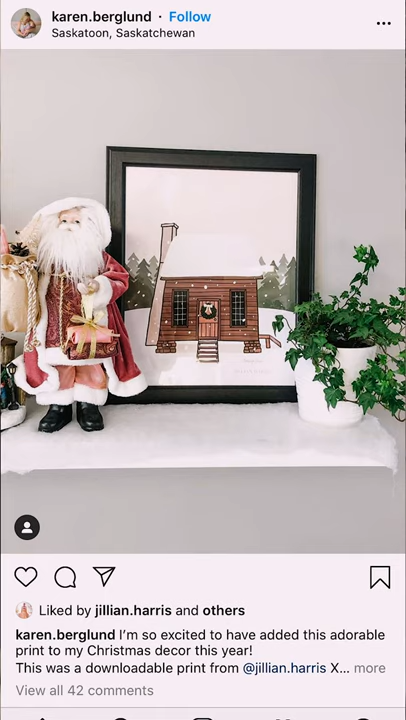 karen.berglund • Follow
Saskatoon, Saskatchewan
Liked by jillian.harris and others
karen.berglund I’m so excited to have added this adorable
print to my Christmas decor this year!
This was a downloadable print from @jillian.harris X... more
View all 42 comments